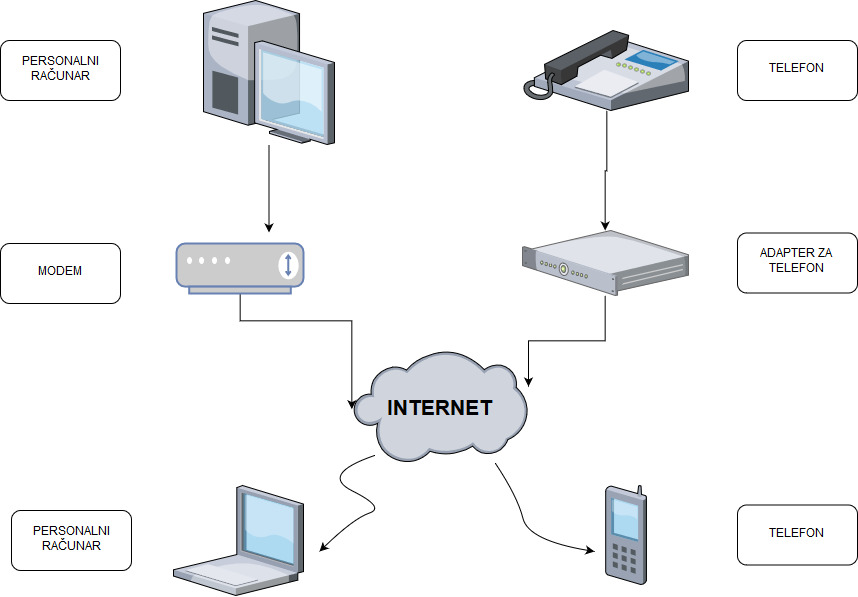 PERSONALNI
RAČUNAR
TELEFON
MODEM
ADAPTER ZA
TELEFON
INTERNET
PERSONALNI
RAČUNAR
TELEFON